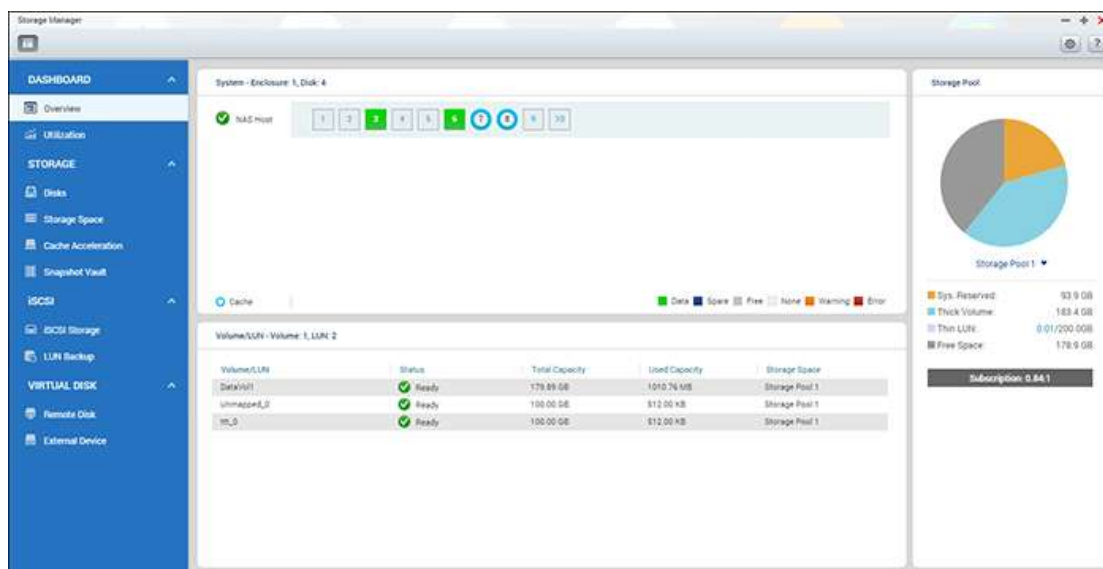 Storage Manager
DASHBOARD
Overview
Utilization
STORAGE
Disks
Storage Space
Cache Acceleration
Snapshot Vault
iSCSI
iSCSI Storage
LUN Backup
VIRTUAL DISK
Remote Disk
External Device
System - Enclosure: 1, Disk: 4
NAS Host 1 2 3 4 5 6 7 8 9 10
Cache
Data Spare Free None Warning Error
Volume/LUN - Volume: 1, LUN: 2
Volume/LUN Status Total Capacity Used Capacity Storage Space
DataVol1 Ready 179.89 GB 1010.76 MB Storage Pool 1
Unmapped_0 Ready 100.00 GB 512.00 KB Storage Pool 1
Ready 100.00 GB 512.00 KB Storage Pool 1
Storage Pool
Storage Pool 1
Sys. Reserved: 93.9 GB
Thick Volume: 183.4 GB
Thin LUN: 0.01/200.0GB
Free Space: 178.9 GB
Subscription: 0.84:1